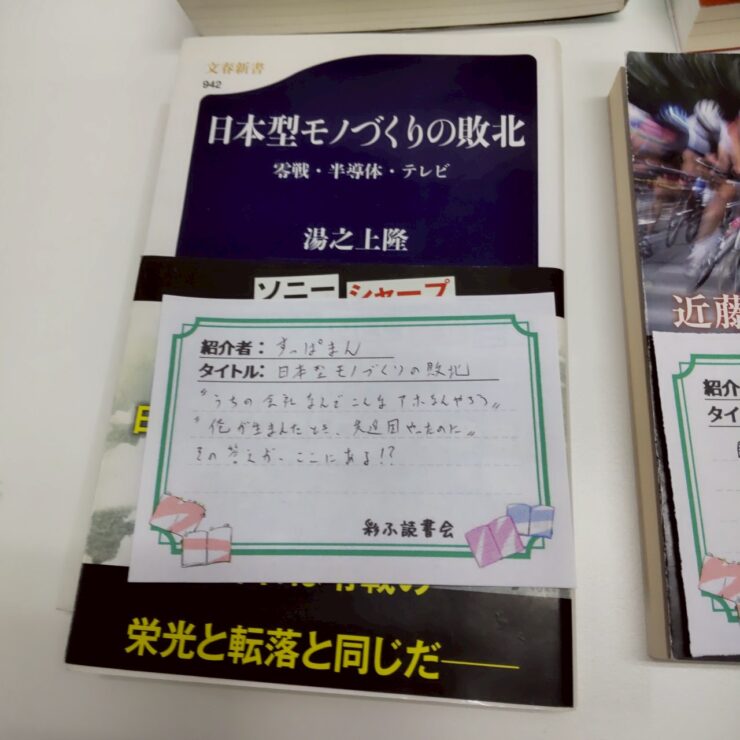 文春新書
942
日本型モノづくりの敗北
零戦・半導体・テレビ
湯之上隆
ソニー シャープ
紹介者: すっぱまん
タイトル: 日本型モノづくりの敗北
"うちの会社なんでこんなアホなんやろう"
"俺が生まれたとき、先進国やったのに"
その答えが、ここにある!?
彩ふ読書会
栄光と転落と同じだ——
近藤
紹介
タイ